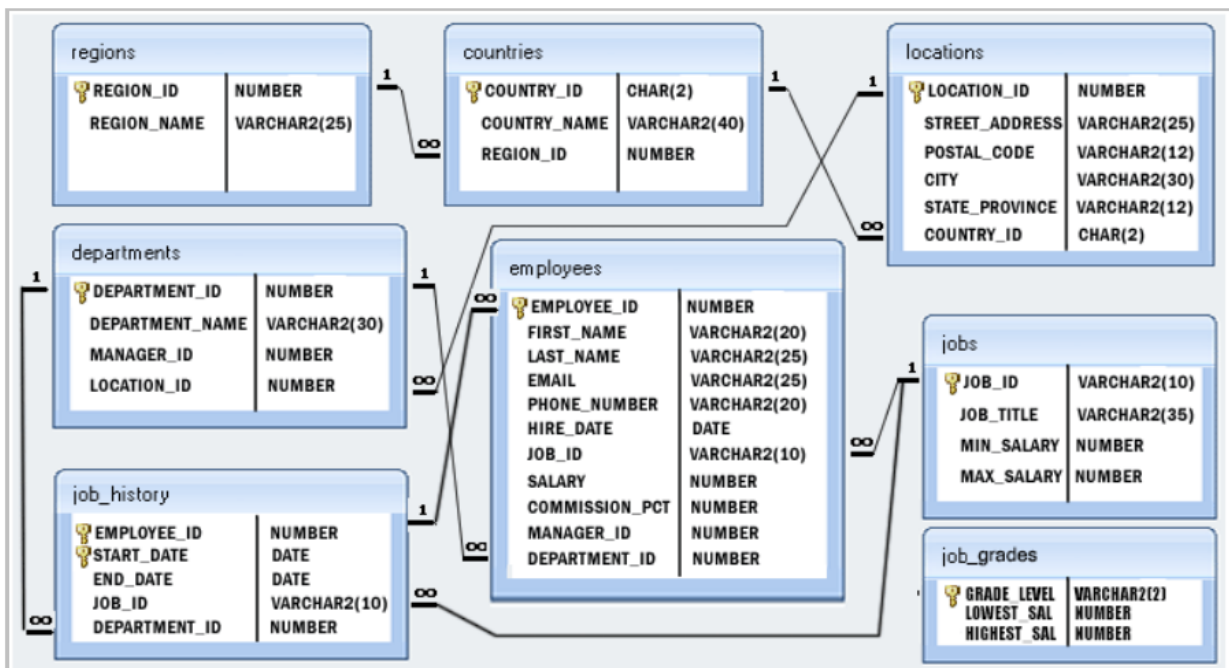 regions
REGION_ID NUMBER
REGION_NAME VARCHAR2(25)
1
∞
countries
COUNTRY_ID CHAR(2)
COUNTRY_NAME VARCHAR2(40)
REGION_ID NUMBER
1
∞
locations
LOCATION_ID NUMBER
STREET_ADDRESS VARCHAR2(25)
POSTAL_CODE VARCHAR2(12)
CITY VARCHAR2(30)
STATE_PROVINCE VARCHAR2(12)
COUNTRY_ID CHAR(2)
1
∞
departments
DEPARTMENT_ID NUMBER
DEPARTMENT_NAME VARCHAR2(30)
MANAGER_ID NUMBER
LOCATION_ID NUMBER
1
1
∞
employees
EMPLOYEE_ID NUMBER
FIRST_NAME VARCHAR2(20)
LAST_NAME VARCHAR2(25)
EMAIL VARCHAR2(25)
PHONE_NUMBER VARCHAR2(20)
HIRE_DATE DATE
JOB_ID VARCHAR2(10)
SALARY NUMBER
COMMISSION_PCT NUMBER
MANAGER_ID NUMBER
DEPARTMENT_ID NUMBER
∞
∞
jobs
JOB_ID VARCHAR2(10)
JOB_TITLE VARCHAR2(35)
MIN_SALARY NUMBER
MAX_SALARY NUMBER
1
job_history
EMPLOYEE_ID NUMBER
START_DATE DATE
END_DATE DATE
JOB_ID VARCHAR2(10)
DEPARTMENT_ID NUMBER
1
∞
∞
job_grades
GRADE_LEVEL VARCHAR2(2)
LOWEST_SAL NUMBER
HIGHEST_SAL NUMBER